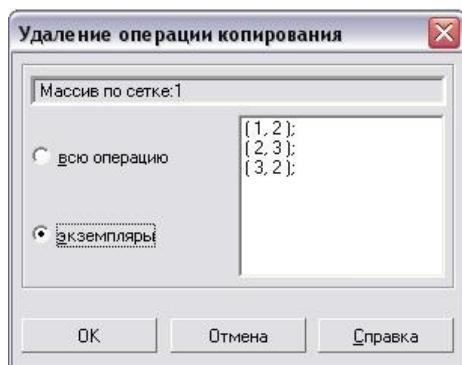 Удаление операции копирования
Массив по сетке:1
всю операцию
экземпляры
( 1, 2 );
( 2, 3 );
( 3, 2 );
OK
Отмена
Справка